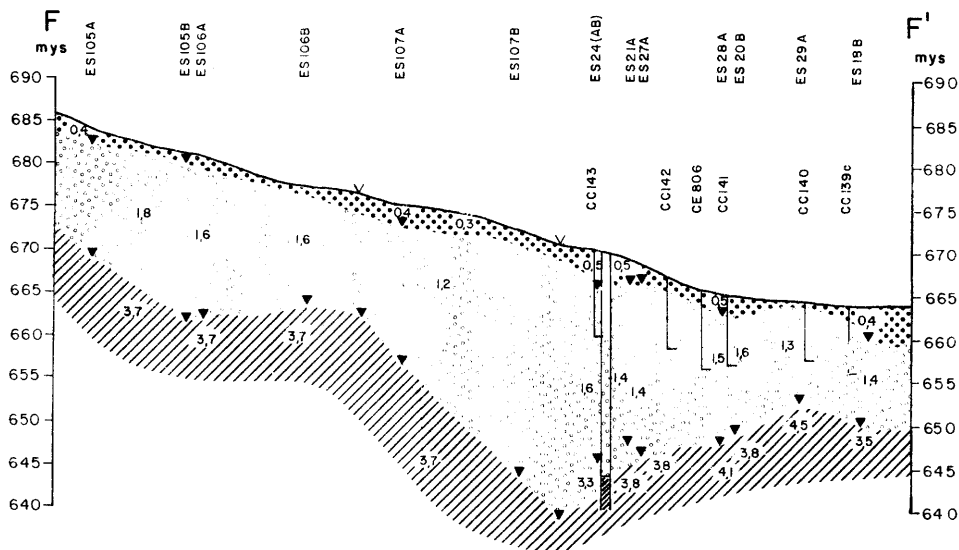 F
F'
mys
mys
ES105A
ES105B
ES106A
ES106B
ES107A
ES107B
ES24(AB)
ES21A
ES27A
ES28A
ES20B
ES29A
ES19B
690
685
680
675
670
665
660
655
650
645
640
690
685
680
675
670
665
660
655
650
645
640
CC143
CC142
CE806
CC141
CC140
CC139c
0,4
1,8
1,6
1,6
0,4
0,3
1,2
0,5
0,5
0,5
0,4
1,5
1,6
1,3
1,4
1,6
1,4
1,4
3,7
3,7
3,7
3,7
3,3
3,8
3,8
4,1
3,8
4,5
3,5